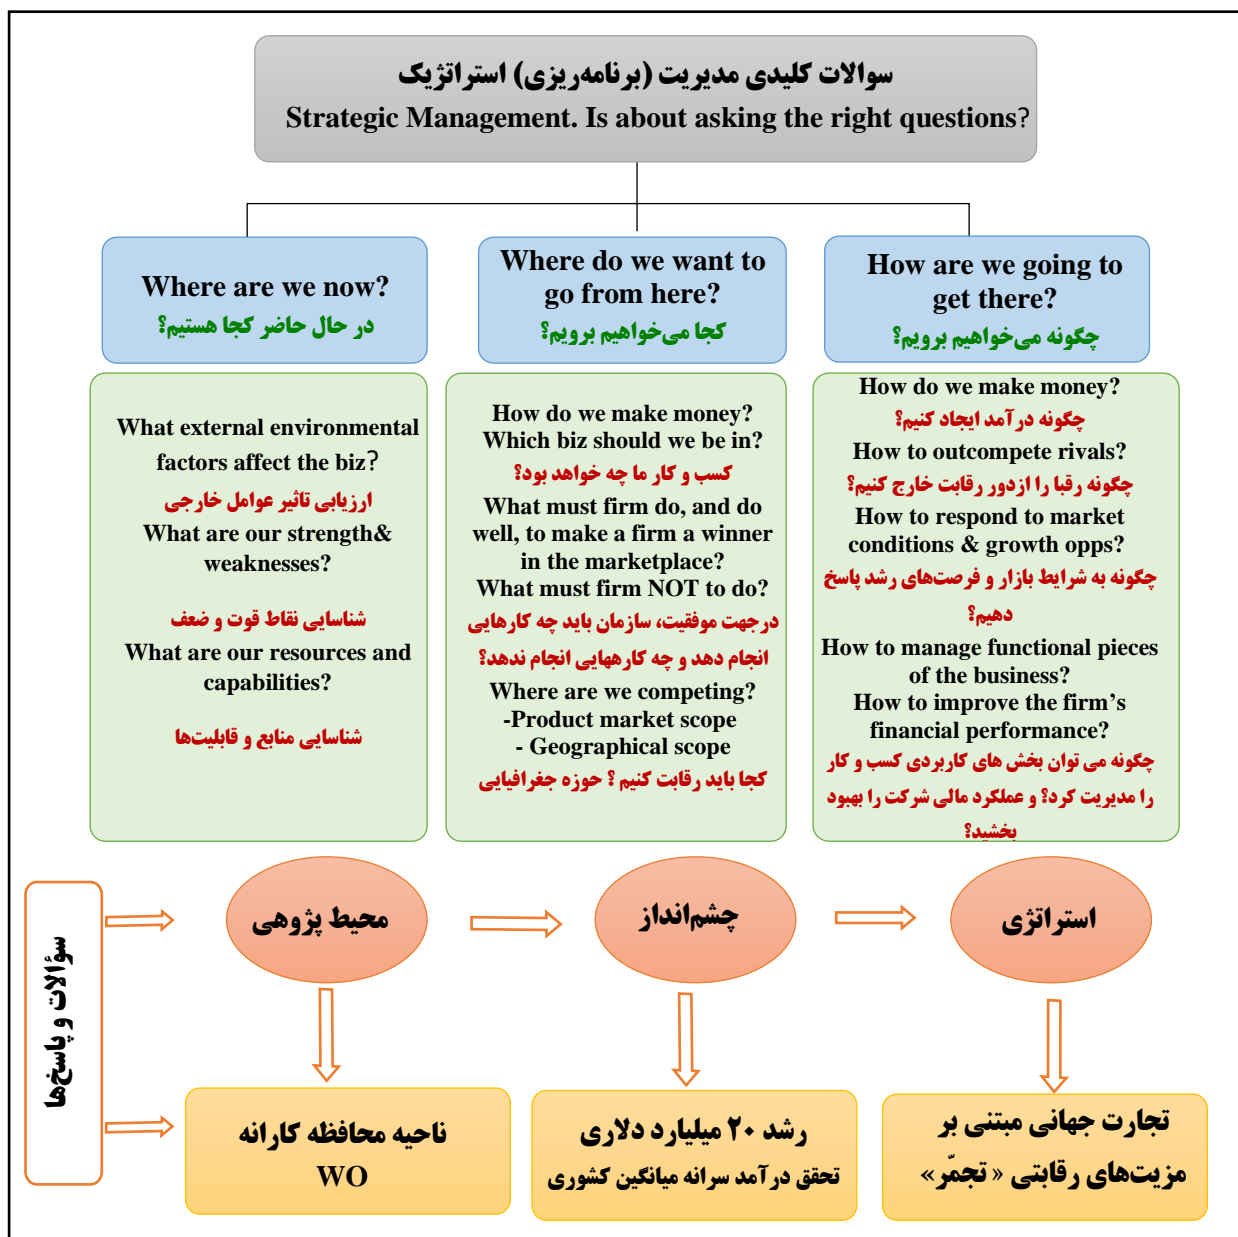 سوالات کلیدی مدیریت (برنامه‌ریزی) استراتژیک
Strategic Management. Is about asking the right questions?
Where are we now?
در حال حاضر کجا هستیم؟
Where do we want to
go from here?
کجا می‌خواهیم برویم؟
How are we going to
get there?
چگونه می‌خواهیم برویم؟
What external environmental
factors affect the biz?
ارزیابی تاثیر عوامل خارجی
What are our strength&
weaknesses?
شناسایی نقاط قوت و ضعف
What are our resources and
capabilities?
شناسایی منابع و قابلیت‌ها
How do we make money?
Which biz should we be in?
کسب و کار ما چه خواهد بود؟
What must firm do, and do
well, to make a firm a winner
in the marketplace?
What must firm NOT to do?
درجهت موفقیت، سازمان باید چه کارهایی
انجام دهد و چه کارههایی انجام ندهد؟
Where are we competing?
-Product market scope
- Geographical scope
کجا باید رقابت کنیم ؟ حوزه جغرافیایی
How do we make money?
چگونه درآمد ایجاد کنیم؟
How to outcompete rivals?
چگونه رقبا را ازدور رقابت خارج کنیم؟
How to respond to market
conditions & growth opps?
چگونه به شرایط بازار و فرصت‌های رشد پاسخ
دهیم؟
How to manage functional pieces
of the business?
How to improve the firm’s
financial performance?
چگونه می توان بخش های کاربردی کسب و کار
را مدیریت کرد؟ و عملکرد مالی شرکت را بهبود
بخشید؟
سؤالات و پاسخ‌ها
محیط پژوهی
چشم‌انداز
استراتژی
ناحیه محافظه کارانه
WO
رشد ۲۰ میلیارد دلاری
تحقق درآمد سرانه میانگین کشوری
تجارت جهانی مبتنی بر
مزیت‌های رقابتی « تجمّر»